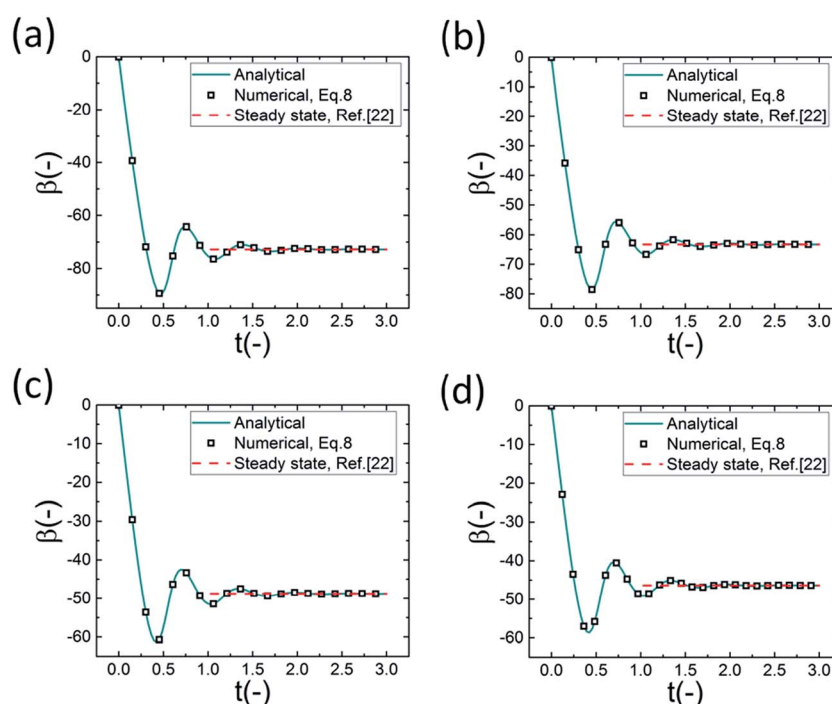 (a)
0
-20
-40
-60
-80
β(-)
Analytical
Numerical, Eq.8
Steady state, Ref.[22]
0.0 0.5 1.0 1.5 2.0 2.5 3.0
t(-)
(b)
0
-10
-20
-30
-40
-50
-60
-70
-80
β(-)
Analytical
Numerical, Eq.8
Steady state, Ref.[22]
0.0 0.5 1.0 1.5 2.0 2.5 3.0
t(-)
(c)
0
-10
-20
-30
-40
-50
-60
β(-)
Analytical
Numerical, Eq.8
Steady state, Ref.[22]
0.0 0.5 1.0 1.5 2.0 2.5 3.0
t(-)
(d)
0
-10
-20
-30
-40
-50
-60
β(-)
Analytical
Numerical, Eq.8
Steady state, Ref.[22]
0.0 0.5 1.0 1.5 2.0 2.5 3.0
t(-)